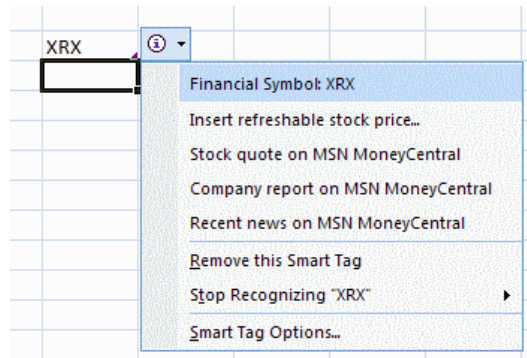 XRX
Financial Symbol: XRX
Insert refreshable stock price...
Stock quote on MSN MoneyCentral
Company report on MSN MoneyCentral
Recent news on MSN MoneyCentral
Remove this Smart Tag
Stop Recognizing "XRX"
Smart Tag Options...